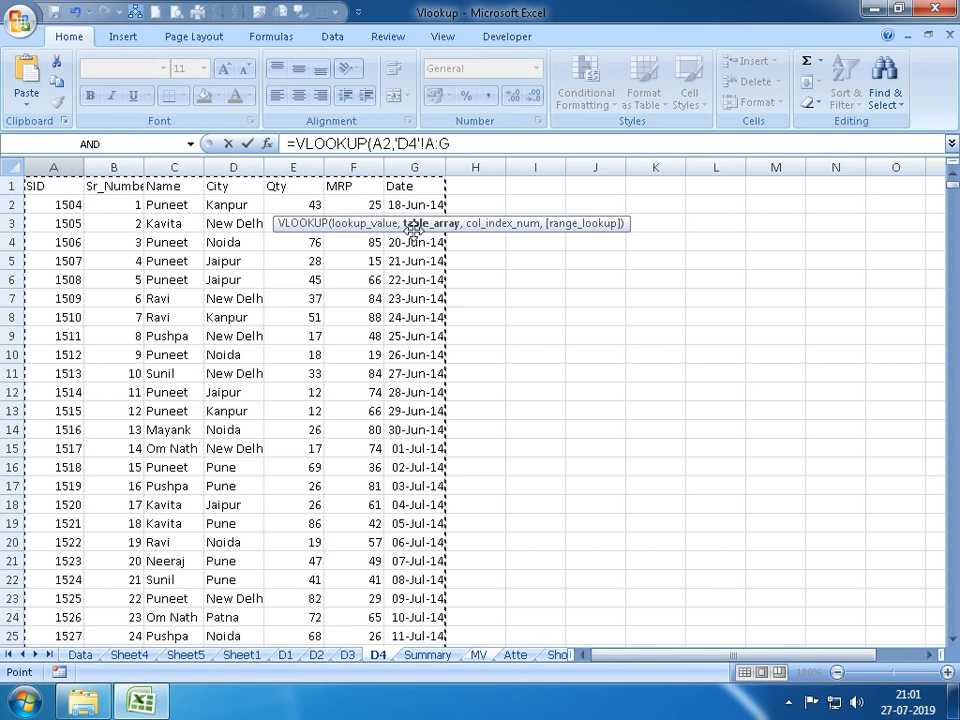 Vlookup - Microsoft Excel
Home Insert Page Layout Formulas Data Review View Developer
Paste
11
General
B I U
Conditional Formatting
Format as Table
Cell Styles
Insert
Delete
Format
Sort & Filter
Find & Select
Clipboard Font Alignment Number Styles Cells Editing
AND =VLOOKUP(A2,'D4'!A:G
A B C D E F G H I J K L M N O
1 SID Sr_Numbe Name City Qty MRP Date
2 1504 1 Puneet Kanpur 43 25 18-Jun-14
3 1505 2 Kavita New Del VLOOKUP(lookup_value, table_array, col_index_num, [range_lookup])
4 1506 3 Puneet Noida 76 85 20-Jun-14
5 1507 4 Puneet Jaipur 28 15 21-Jun-14
6 1508 5 Puneet Jaipur 45 66 22-Jun-14
7 1509 6 Ravi New Delh 37 84 23-Jun-14
8 1510 7 Ravi Kanpur 51 88 24-Jun-14
9 1511 8 Pushpa New Delh 17 48 25-Jun-14
10 1512 9 Puneet Noida 18 19 26-Jun-14
11 1513 10 Sunil New Delh 33 84 27-Jun-14
12 1514 11 Puneet Jaipur 12 74 28-Jun-14
13 1515 12 Puneet Kanpur 12 66 29-Jun-14
14 1516 13 Mayank Noida 26 80 30-Jun-14
15 1517 14 Om Nath New Delh 17 74 01-Jul-14
16 1518 15 Puneet Pune 69 36 02-Jul-14
17 1519 16 Pushpa Pune 26 81 03-Jul-14
18 1520 17 Kavita Jaipur 26 61 04-Jul-14
19 1521 18 Kavita Pune 86 42 05-Jul-14
20 1522 19 Ravi Noida 19 57 06-Jul-14
21 1523 20 Neeraj Pune 47 49 07-Jul-14
22 1524 21 Sunil Pune 41 41 08-Jul-14
23 1525 22 Puneet New Delh 82 29 09-Jul-14
24 1526 23 Om Nath Patna 72 65 10-Jul-14
25 1527 24 Pushpa Noida 68 26 11-Jul-14
Data Sheet4 Sheet5 Sheet1 D1 D2 D3 D4 Summary MV Atte Sho
Point 100%
21:01
27-07-2019